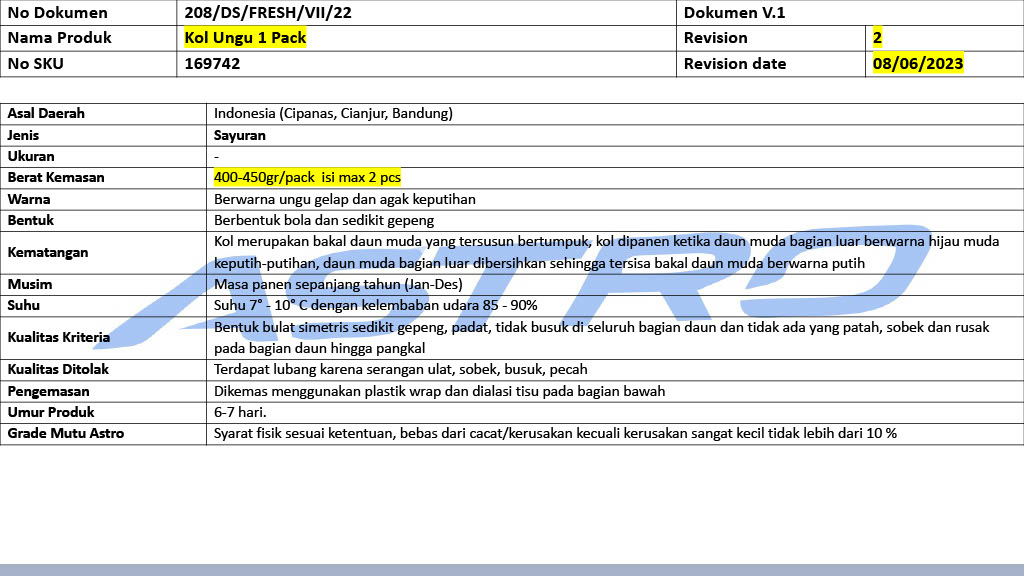 No Dokumen 208/DS/FRESH/VII/22 Dokumen V.1
Nama Produk Kol Ungu 1 Pack Revision 2
No SKU 169742 Revision date 08/06/2023
Asal Daerah Indonesia (Cipanas, Cianjur, Bandung)
Jenis Sayuran
Ukuran -
Berat Kemasan 400-450gr/pack isi max 2 pcs
Warna Berwarna ungu gelap dan agak keputihan
Bentuk Berbentuk bola dan sedikit gepeng
Kematangan Kol merupakan bakal daun muda yang tersusun bertumpuk, kol dipanen ketika daun muda bagian luar berwarna hijau muda
keputih-putihan, daun muda bagian luar dibersihkan sehingga tersisa bakal daun muda berwarna putih
Musim Masa panen sepanjang tahun (Jan-Des)
Suhu Suhu 7° - 10° C dengan kelembaban udara 85 - 90%
Kualitas Kriteria Bentuk bulat simetris sedikit gepeng, padat, tidak busuk di seluruh bagian daun dan tidak ada yang patah, sobek dan rusak
pada bagian daun hingga pangkal
Kualitas Ditolak Terdapat lubang karena serangan ulat, sobek, busuk, pecah
Pengemasan Dikemas menggunakan plastik wrap dan dialasi tisu pada bagian bawah
Umur Produk 6-7 hari.
Grade Mutu Astro Syarat fisik sesuai ketentuan, bebas dari cacat/kerusakan kecuali kerusakan sangat kecil tidak lebih dari 10 %
ASTRO